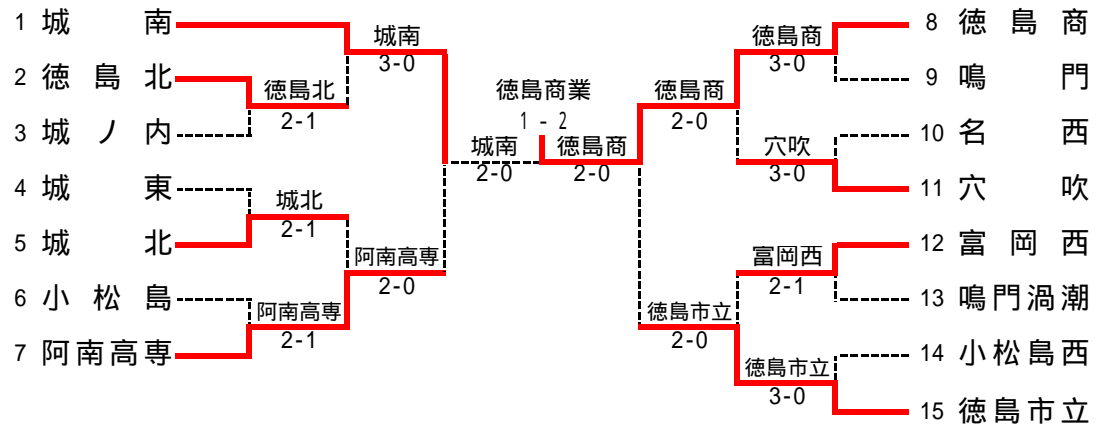 1 城 南
2 徳 島 北
3 城 ノ 内
4 城 東
5 城 北
6 小 松 島
7 阿南高専
徳島北
2-1
城北
2-1
阿南高専
2-1
城南
3-0
阿南高専
2-0
城南
2-0
徳島商業
1 - 2
徳島商
2-0
徳島商
2-0
徳島市立
2-0
徳島商
3-0
穴吹
3-0
富岡西
2-1
徳島市立
3-0
8 徳 島 商
9 鳴 門
10 名 西
11 穴 吹
12 富 岡 西
13 鳴門渦潮
14 小松島西
15 徳島市立